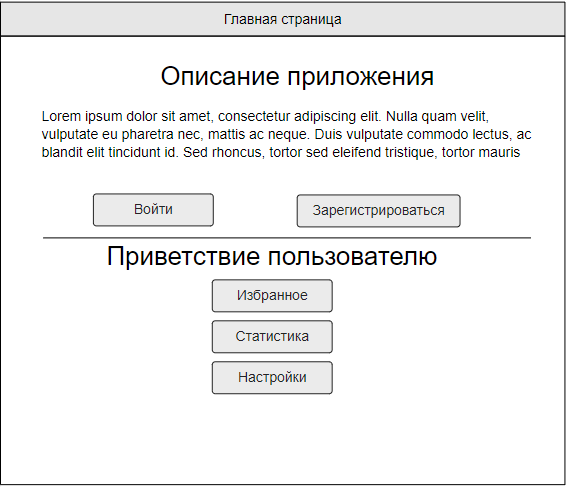 Главная страница
Описание приложения
Lorem ipsum dolor sit amet, consectetur adipiscing elit. Nulla quam velit,
vulputate eu pharetra nec, mattis ac neque. Duis vulputate commodo lectus, ac
blandit elit tincidunt id. Sed rhoncus, tortor sed eleifend tristique, tortor mauris
Войти
Зарегистрироваться
Приветствие пользователю
Избранное
Статистика
Настройки